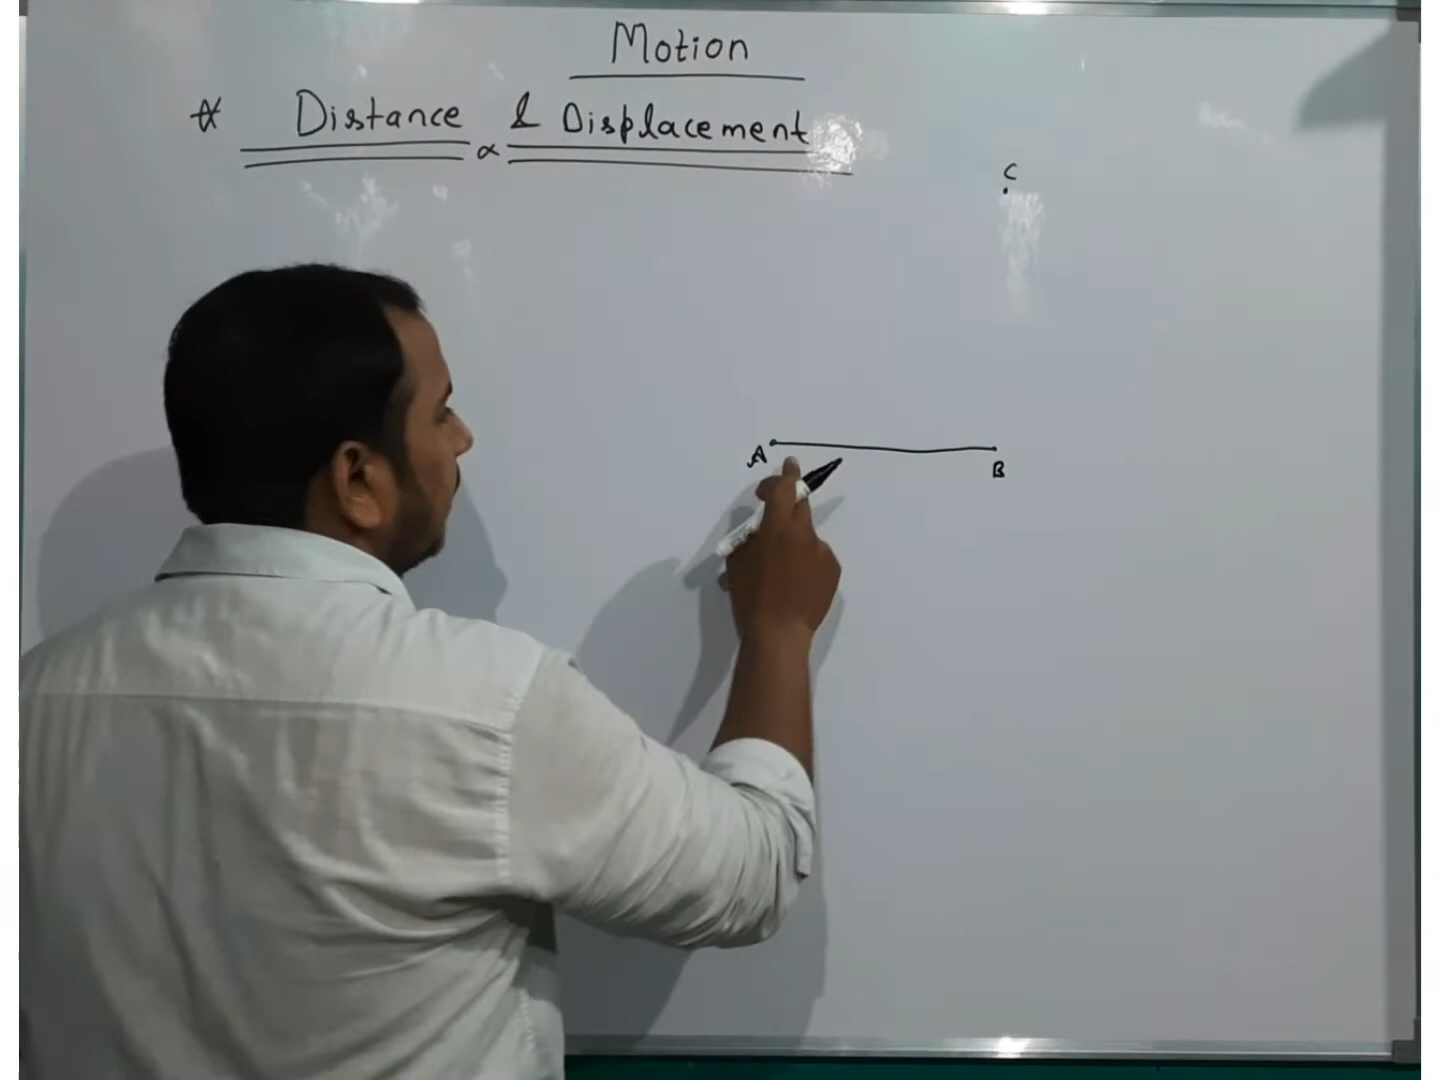 Motion
☆ Distance & Displacement
C
A B